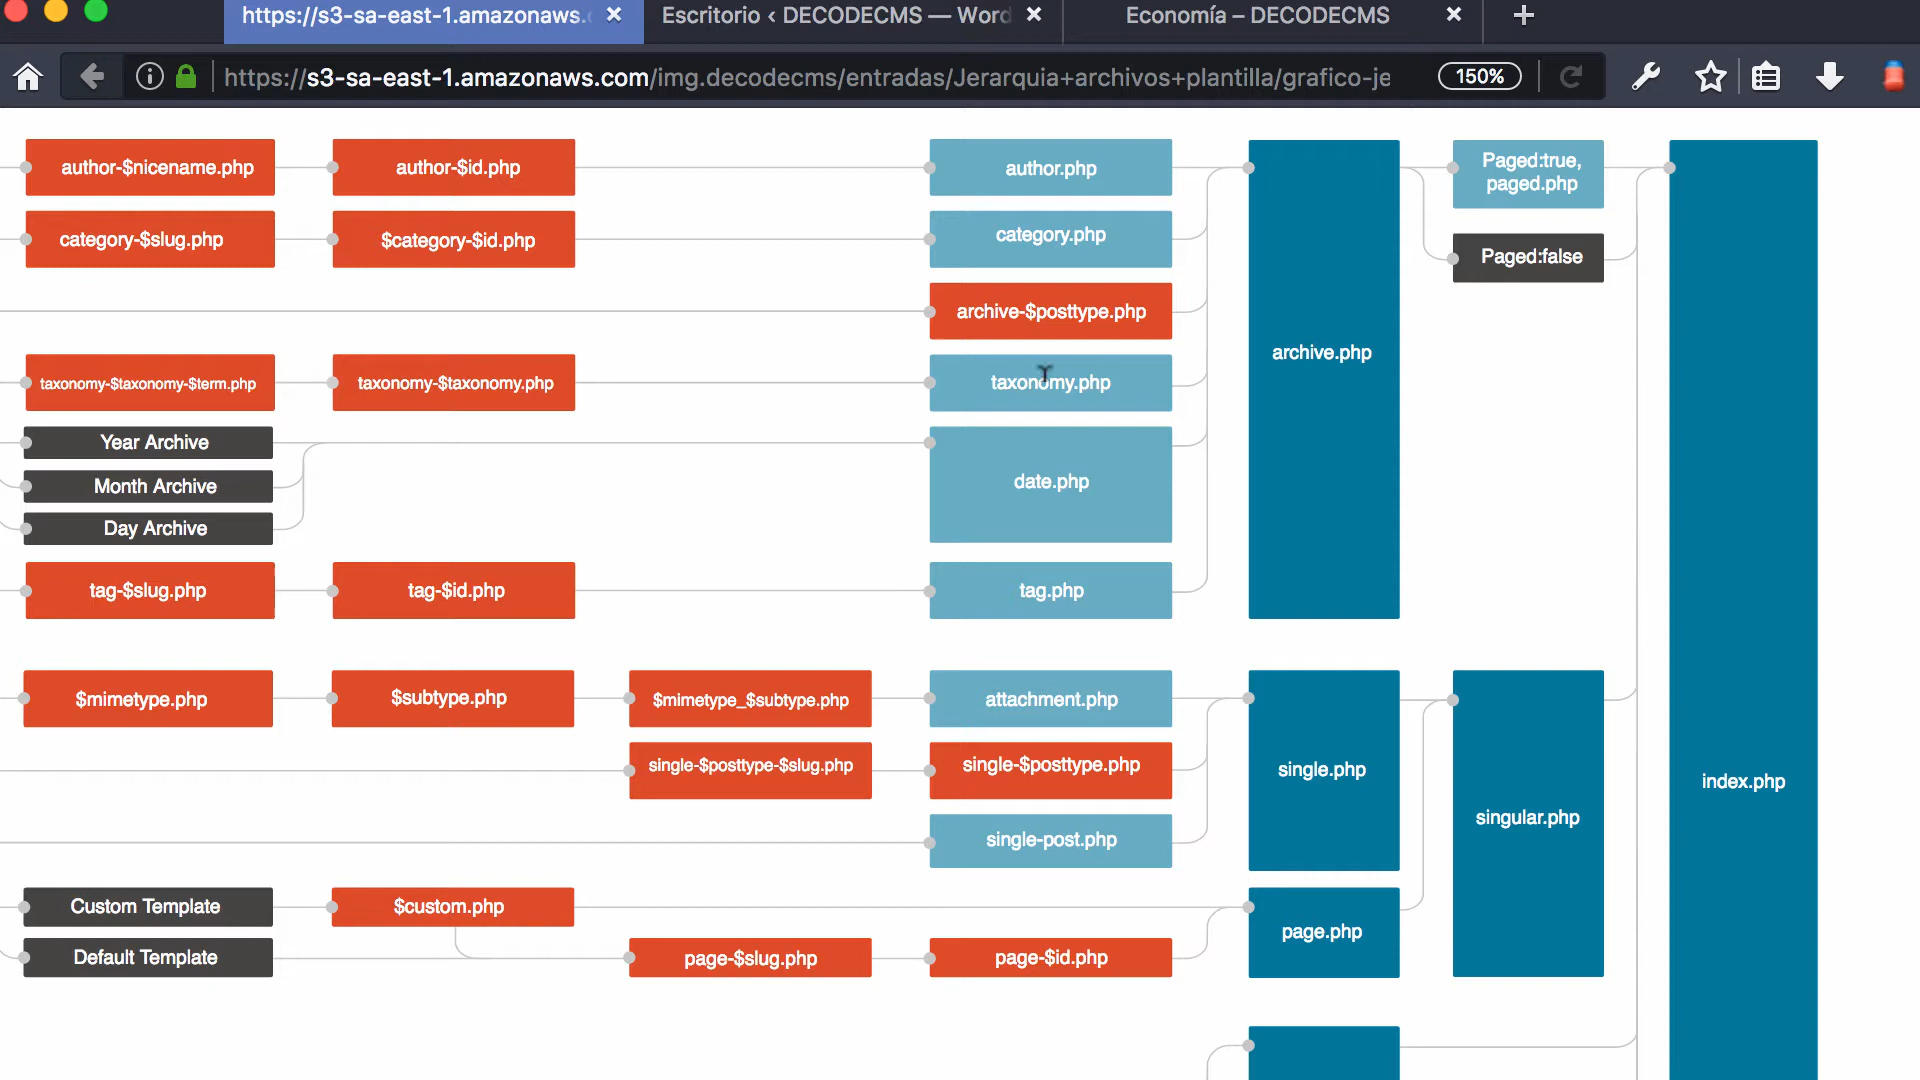 https://s3-sa-east-1.amazonaws.
Escritorio ‹ DECODECMS — Word
Economía – DECODECMS
https://s3-sa-east-1.amazonaws.com/img.decodecms/entradas/Jerarquia+archivos+plantilla/grafico-je
150%
author-$nicename.php
author-$id.php
author.php
Paged:true,
paged.php
category-$slug.php
$category-$id.php
category.php
Paged:false
archive-$posttype.php
archive.php
taxonomy-$taxonomy-$term.php
taxonomy-$taxonomy.php
taxonomy.php
Year Archive
Month Archive
date.php
Day Archive
tag-$slug.php
tag-$id.php
tag.php
$mimetype.php
$subtype.php
$mimetype_$subtype.php
attachment.php
single-$posttype-$slug.php
single-$posttype.php
single.php
index.php
singular.php
single-post.php
Custom Template
$custom.php
page.php
Default Template
page-$slug.php
page-$id.php